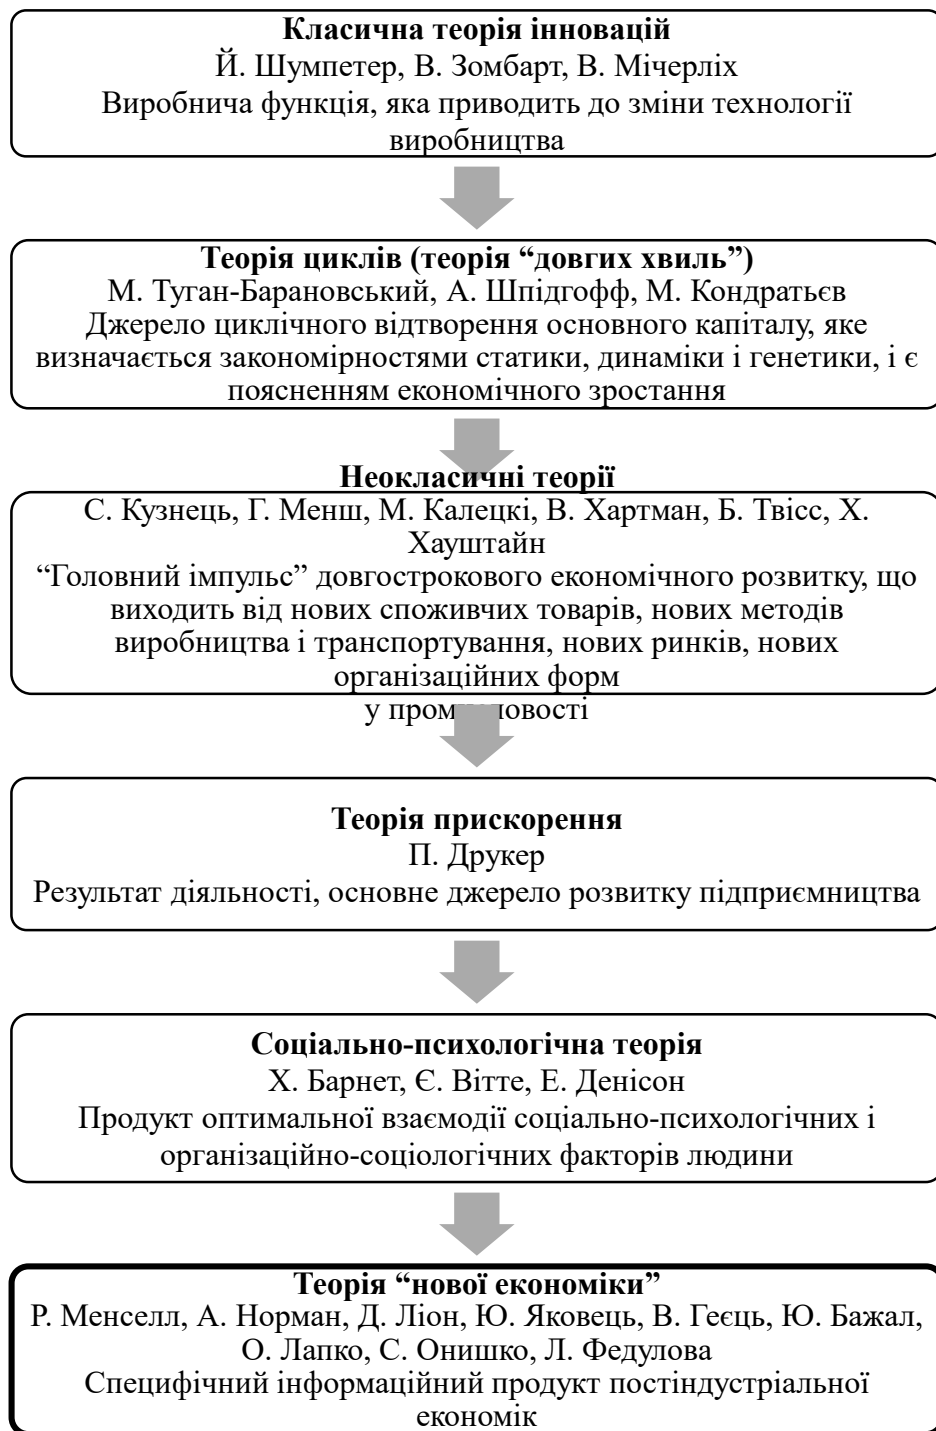 Класична теорія інновацій
Й. Шумпетер, В. Зомбарт, В. Мічерліх
Виробнича функція, яка приводить до зміни технології
виробництва
Теорія циклів (теорія “довгих хвиль”)
М. Туган-Барановський, А. Шпідгофф, М. Кондратьєв
Джерело циклічного відтворення основного капіталу, яке
визначається закономірностями статики, динаміки і генетики, і є
поясненням економічного зростання
Неокласичні теорії
С. Кузнець, Г. Менш, М. Калецкі, В. Хартман, Б. Твісс, Х.
Хауштайн
“Головний імпульс” довгострокового економічного розвитку, що
виходить від нових споживчих товарів, нових методів
виробництва і транспортування, нових ринків, нових
організаційних форм
у
Теорія прискорення
П. Друкер
Результат діяльності, основне джерело розвитку підприємництва
Соціально-психологічна теорія
Х. Барнет, Є. Вітте, Е. Денісон
Продукт оптимальної взаємодії соціально-психологічних і
організаційно-соціологічних факторів людини
Теорія “нової економіки”
Р. Менселл, А. Норман, Д. Ліон, Ю. Яковець, В. Геєць, Ю. Бажал,
О. Лапко, С. Онишко, Л. Федулова
Специфічний інформаційний продукт постіндустріальної
економік